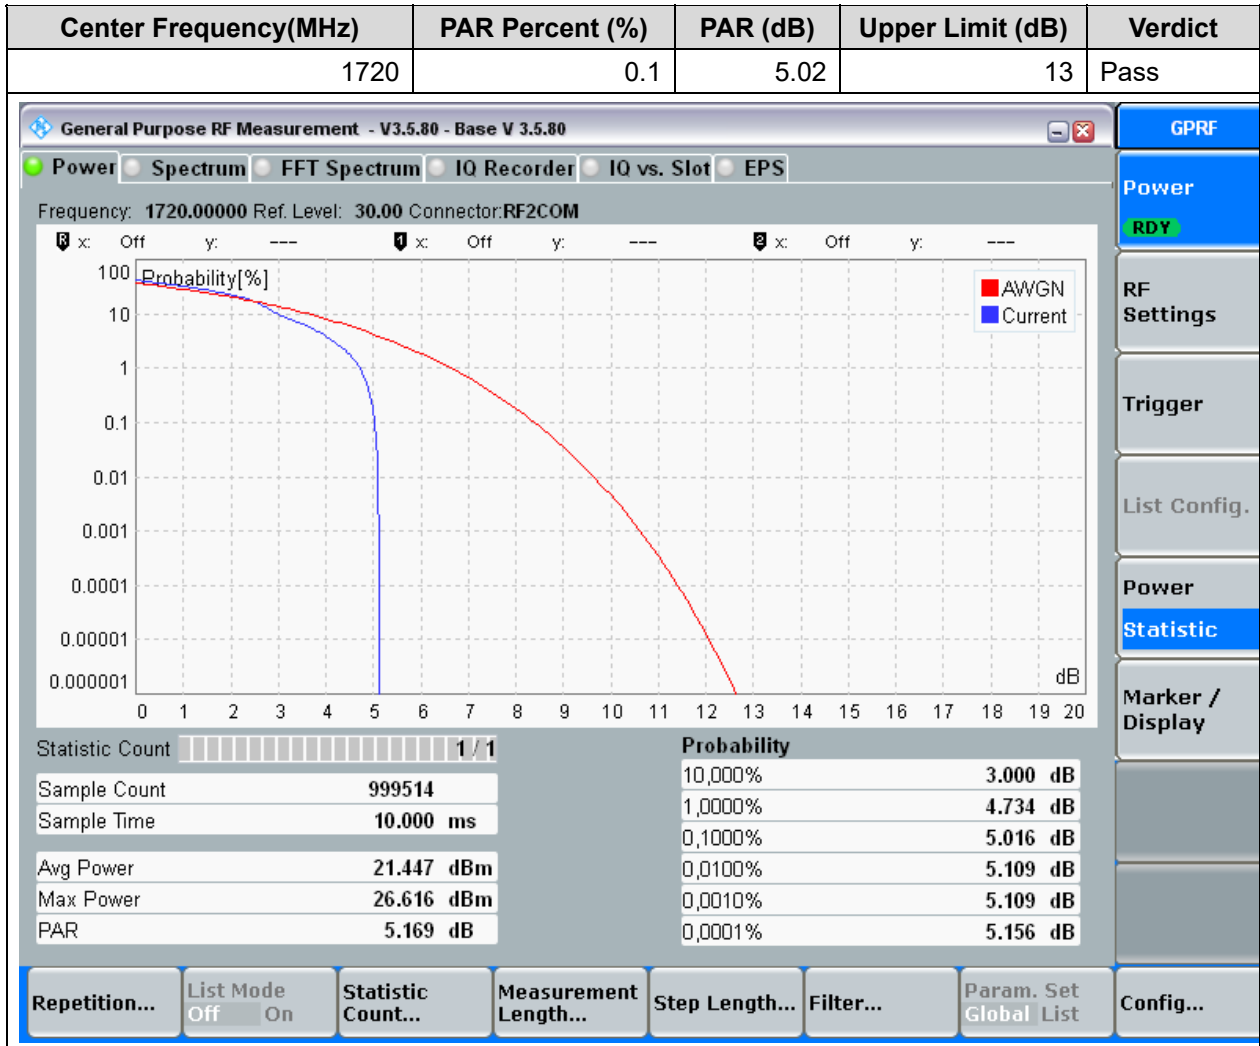 Center Frequency(MHz) PAR Percent (%) PAR (dB) Upper Limit (dB) Verdict
1720 0.1 5.02 13 Pass
General Purpose RF Measurement - V3.5.80 - Base V 3.5.80
GPRF
Power Spectrum FFT Spectrum IQ Recorder IQ vs. Slot EPS
Power
RDY
Frequency: 1720.00000 Ref. Level: 30.00 Connector:RF2COM
R x: Off y: --- 1 x: Off y: --- 2 x: Off y: ---
Probability[%]
AWGN
Current
100
10
1
0.1
0.01
0.001
0.0001
0.00001
0.000001
dB
0 1 2 3 4 5 6 7 8 9 10 11 12 13 14 15 16 17 18 19 20
RF
Settings
Trigger
List Config.
Power
Statistic
Marker /
Display
Statistic Count 1 / 1
Sample Count 999514
Sample Time 10.000 ms
Avg Power 21.447 dBm
Max Power 26.616 dBm
PAR 5.169 dB
Probability
10,000% 3.000 dB
1,0000% 4.734 dB
0,1000% 5.016 dB
0,0100% 5.109 dB
0,0010% 5.109 dB
0,0001% 5.156 dB
Repetition...
List Mode
Off On
Statistic
Count...
Measurement
Length...
Step Length...
Filter...
Param. Set
Global List
Config...